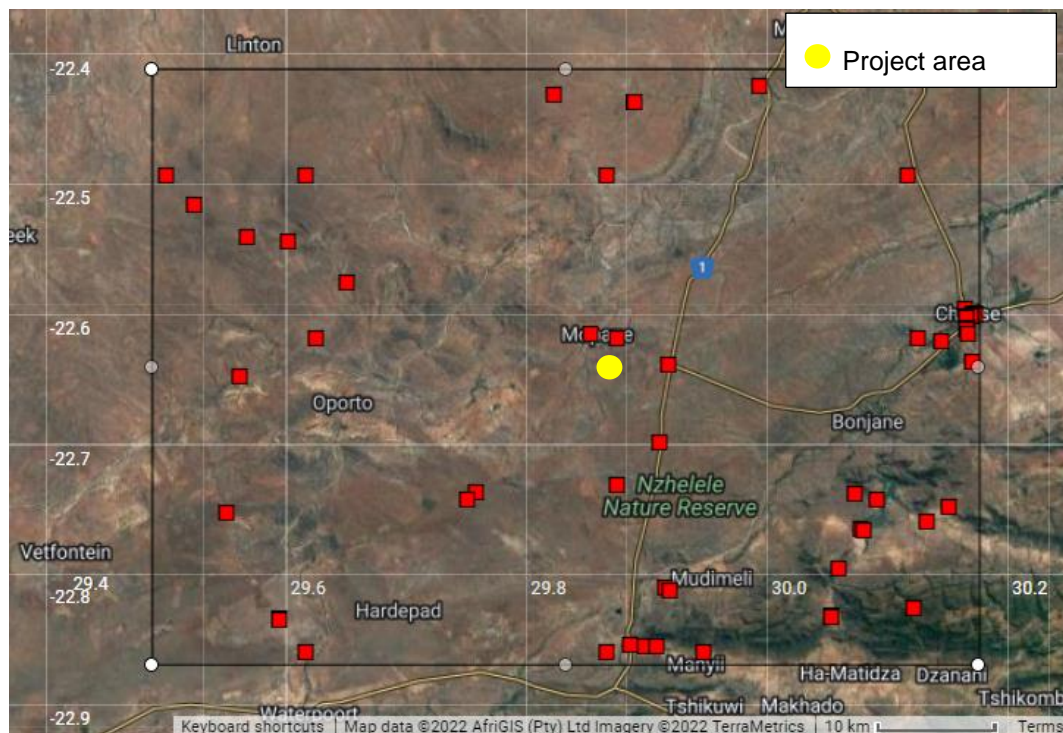 Linton
M
Project area
-22.4
-22.5
eek
1
-22.6
Mopane
Oporto
Bonjane
-22.7
Nzhelele
Nature Reserve
Vetfontein
29.4
29.6
29.8
30.0
30.2
Mudimeli
-22.8
Hardepad
Manyii
Ha-Matidza
Dzanani
Tshikuwi
Makhado
Tshikomb
-22.9
Waterpoort
Keyboard shortcuts
Map data ©2022 AfriGIS (Pty) Ltd Imagery ©2022 TerraMetrics
10 km
Terms